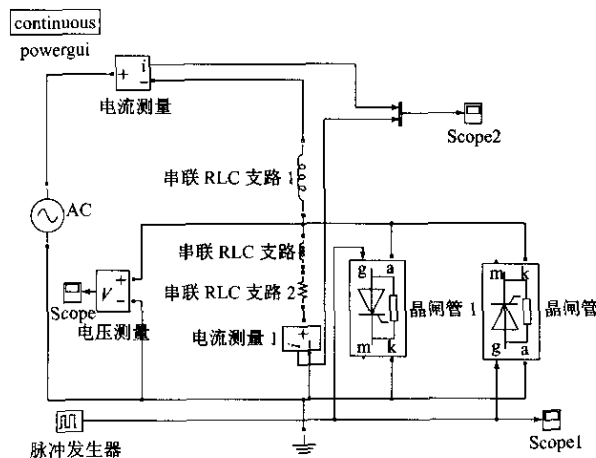 continuous
powergui
i
+
−
电流测量
Scope2
串联 RLC 支路 1
AC
g a
m k
串联 RLC 支路
+
v
−
串联 RLC 支路 2
晶闸管 1
晶闸管
Scope
电压测量
电流测量 1
+
i
m k
g a
脉冲发生器
Scope1